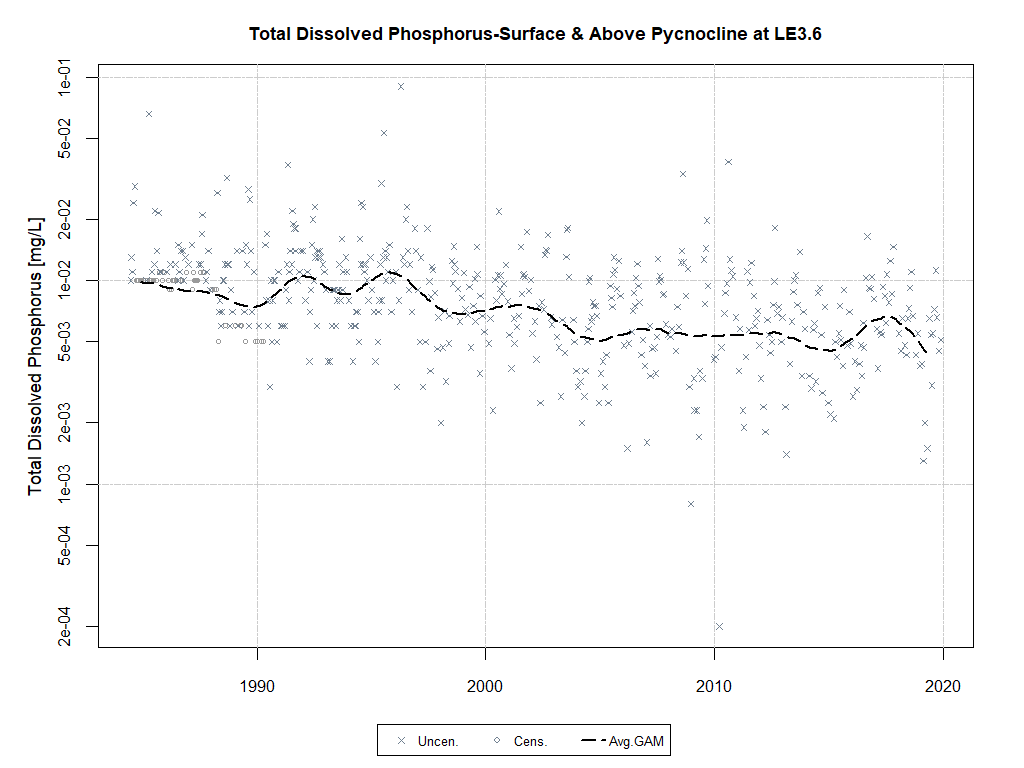 Total Dissolved Phosphorus-Surface & Above Pycnocline at LE3.6
Total Dissolved Phosphorus [mg/L]
1e-01
5e-02
2e-02
1e-02
5e-03
2e-03
1e-03
5e-04
2e-04
1990 2000 2010 2020
Uncen. Cens. Avg.GAM